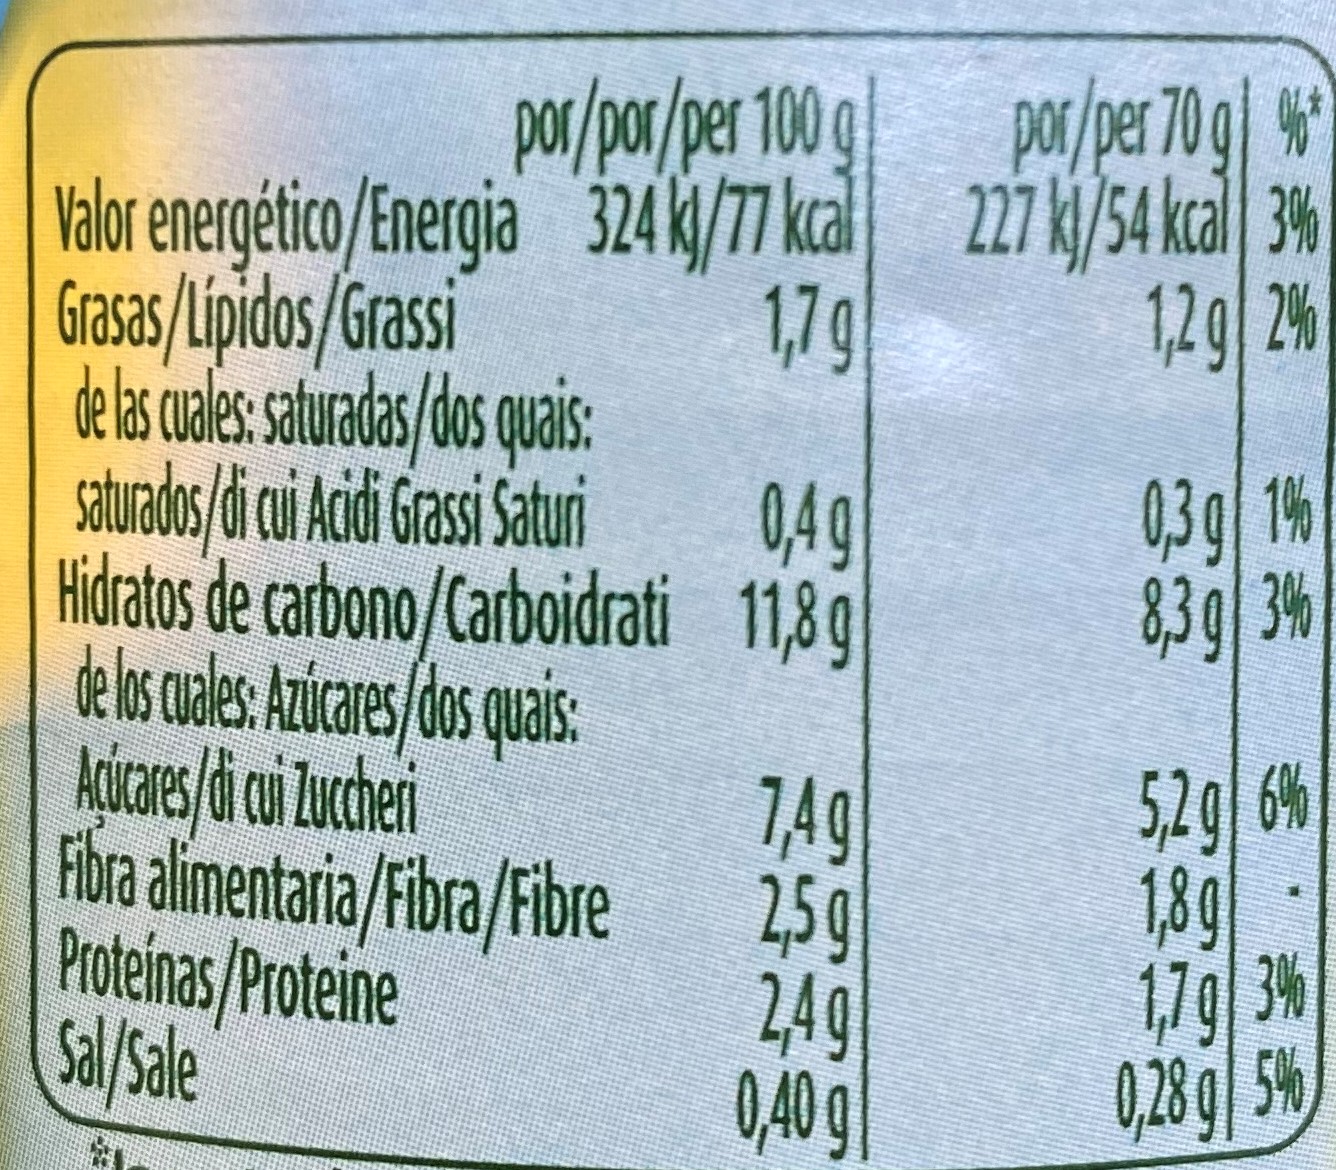 por/por/per 100 g por/per 70 g %*
Valor energético/Energia 324 kJ/77 kcal 227 kJ/54 kcal 3%
Grasas/Lípidos/Grassi 1,7 g 1,2 g 2%
de las cuales: saturadas/dos quais:
saturados/di cui Acidi Grassi Saturi 0,4 g 0,3 g 1%
Hidratos de carbono/Carboidrati 11,8 g 8,3 g 3%
de los cuales: Azúcares/dos quais:
Açúcares/di cui Zuccheri 7,4 g 5,2 g 6%
Fibra alimentaria/Fibra/Fibre 2,5 g 1,8 g -
Proteínas/Proteine 2,4 g 1,7 g 3%
Sal/Sale 0,40 g 0,28 g 5%